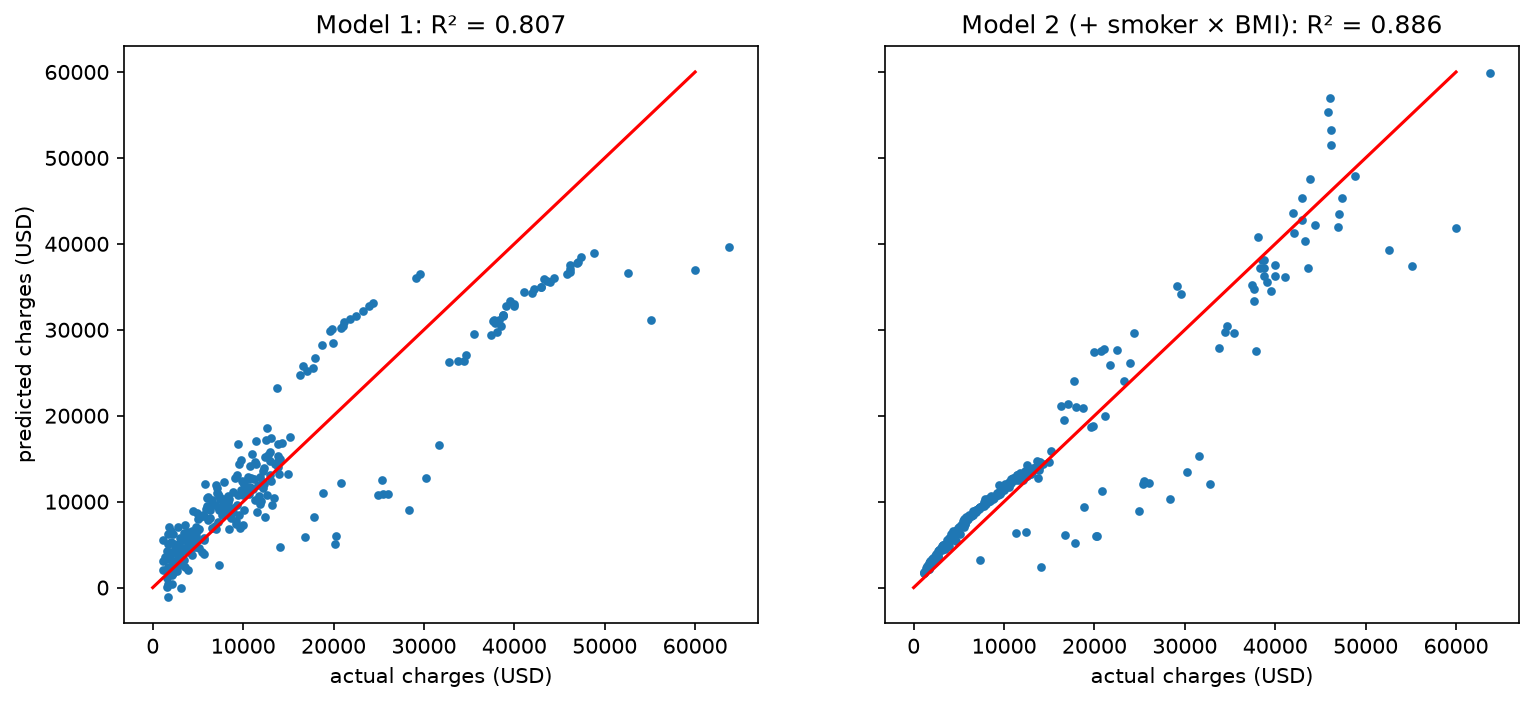 Model 1: R² = 0.807
predicted charges (USD)
60000
50000
40000
30000
20000
10000
0
0 10000 20000 30000 40000 50000 60000
actual charges (USD)
Model 2 (+ smoker × BMI): R² = 0.886
0 10000 20000 30000 40000 50000 60000
actual charges (USD)